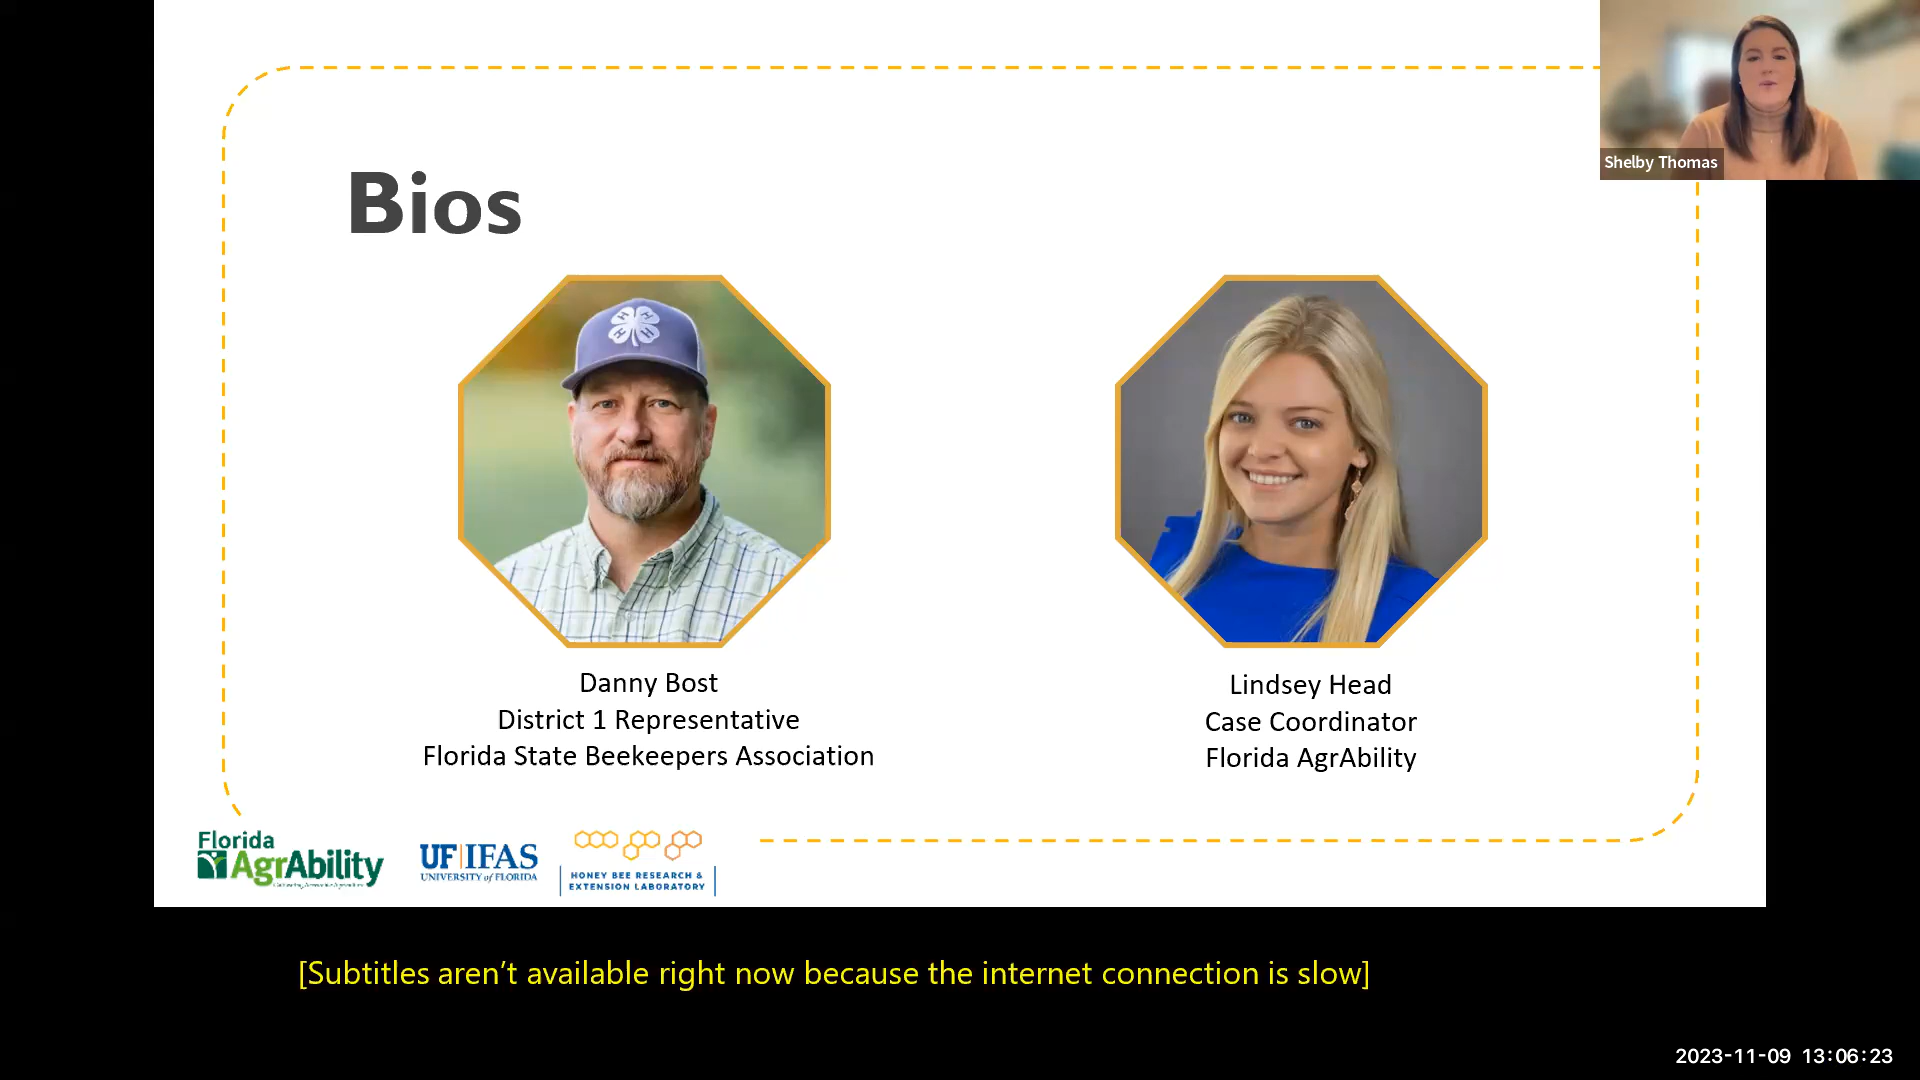 Shelby Thomas
Bios
H H
H H
Danny Bost
District 1 Representative
Florida State Beekeepers Association
Lindsey Head
Case Coordinator
Florida AgrAbility
Florida
AgrAbility
UF|IFAS
UNIVERSITY of FLORIDA
HONEY BEE RESEARCH &
EXTENSION LABORATORY
[Subtitles aren’t available right now because the internet connection is slow]
2023-11-09 13:06:23